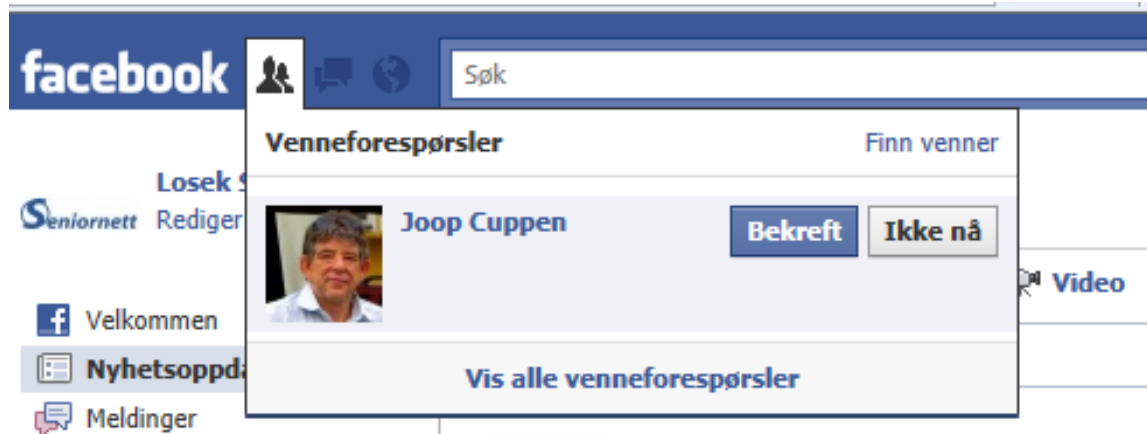 facebook
Søk
Venneforespørsler Finn venner
Losek S
Seniornett Rediger
Joop Cuppen Bekreft Ikke nå
Video
Velkommen
Nyhetsoppda
Vis alle venneforespørsler
Meldinger